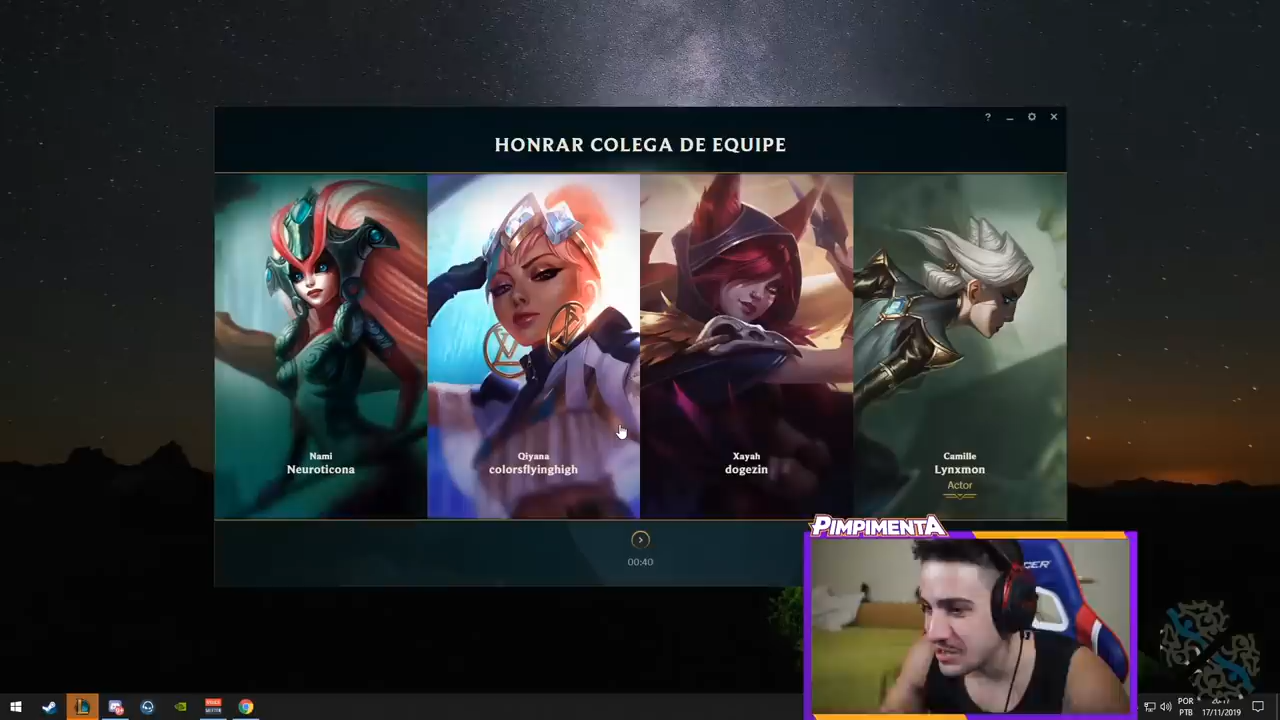 HONRAR COLEGA DE EQUIPE
Nami
Neuroticona
Qiyana
colorsflyinghigh
Xayah
dogezin
Camille
Lynxmon
Actor
00:40
PIMPIMENTA
CER
POR
PTB
17/11/2019